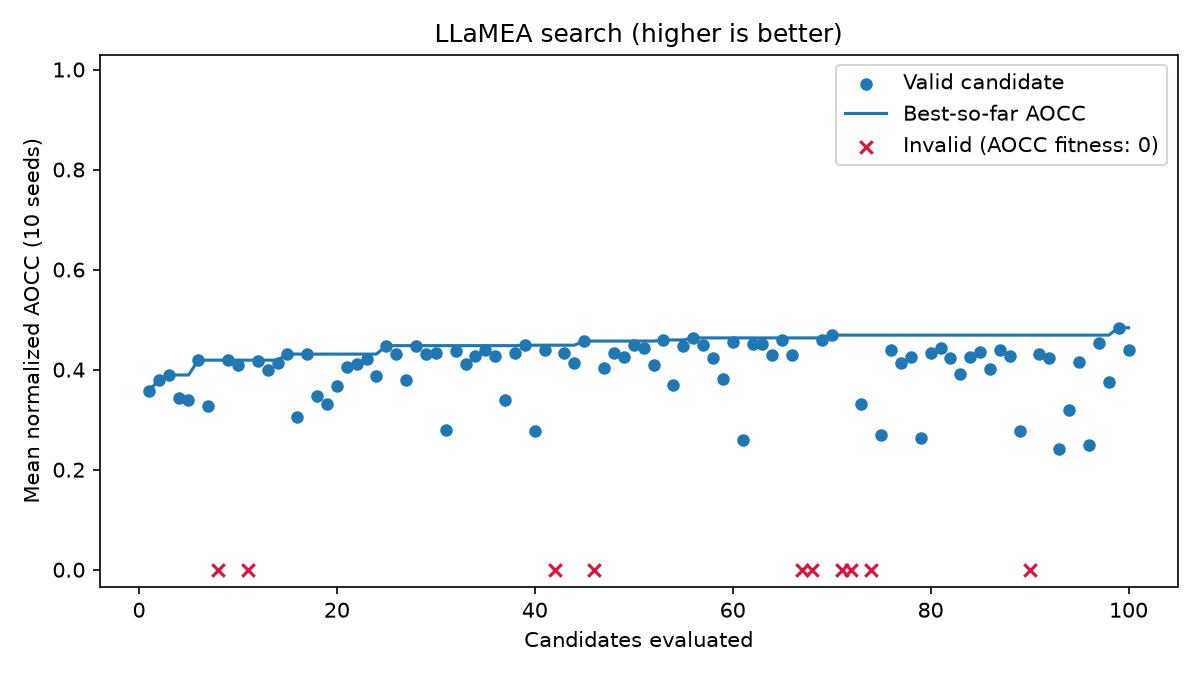 LLaMEA search (higher is better)
Valid candidate
Best-so-far AOCC
Invalid (AOCC fitness: 0)
Mean normalized AOCC (10 seeds)
1.0
0.8
0.6
0.4
0.2
0.0
0 20 40 60 80 100
Candidates evaluated